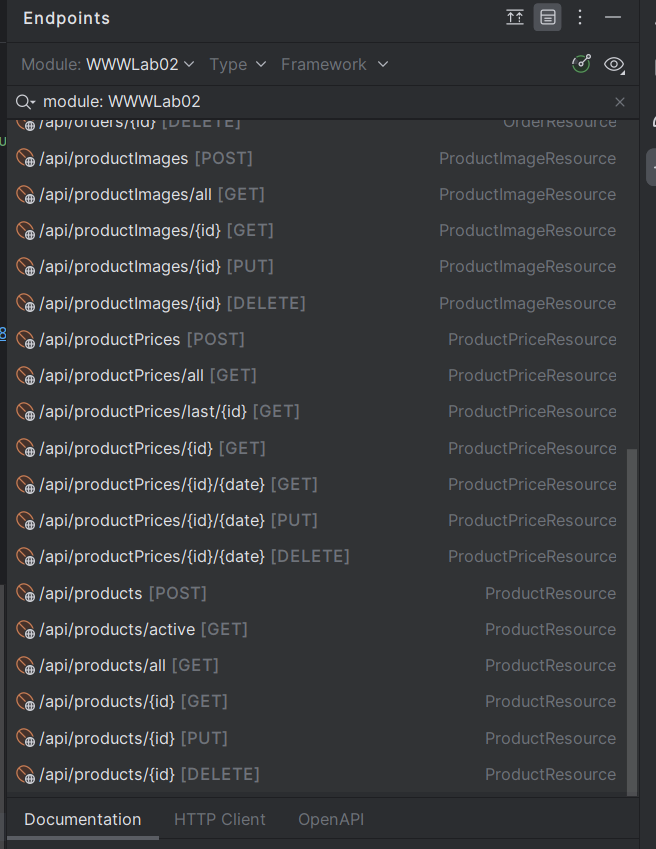 Endpoints
Module: WWWLab02 Type Framework
module: WWWLab02
/api/orders/{id} [DELETE] OrderResource
/api/productImages [POST] ProductImageResource
/api/productImages/all [GET] ProductImageResource
/api/productImages/{id} [GET] ProductImageResource
/api/productImages/{id} [PUT] ProductImageResource
/api/productImages/{id} [DELETE] ProductImageResource
/api/productPrices [POST] ProductPriceResource
/api/productPrices/all [GET] ProductPriceResource
/api/productPrices/last/{id} [GET] ProductPriceResource
/api/productPrices/{id} [GET] ProductPriceResource
/api/productPrices/{id}/{date} [GET] ProductPriceResource
/api/productPrices/{id}/{date} [PUT] ProductPriceResource
/api/productPrices/{id}/{date} [DELETE] ProductPriceResource
/api/products [POST] ProductResource
/api/products/active [GET] ProductResource
/api/products/all [GET] ProductResource
/api/products/{id} [GET] ProductResource
/api/products/{id} [PUT] ProductResource
/api/products/{id} [DELETE] ProductResource
Documentation HTTP Client OpenAPI